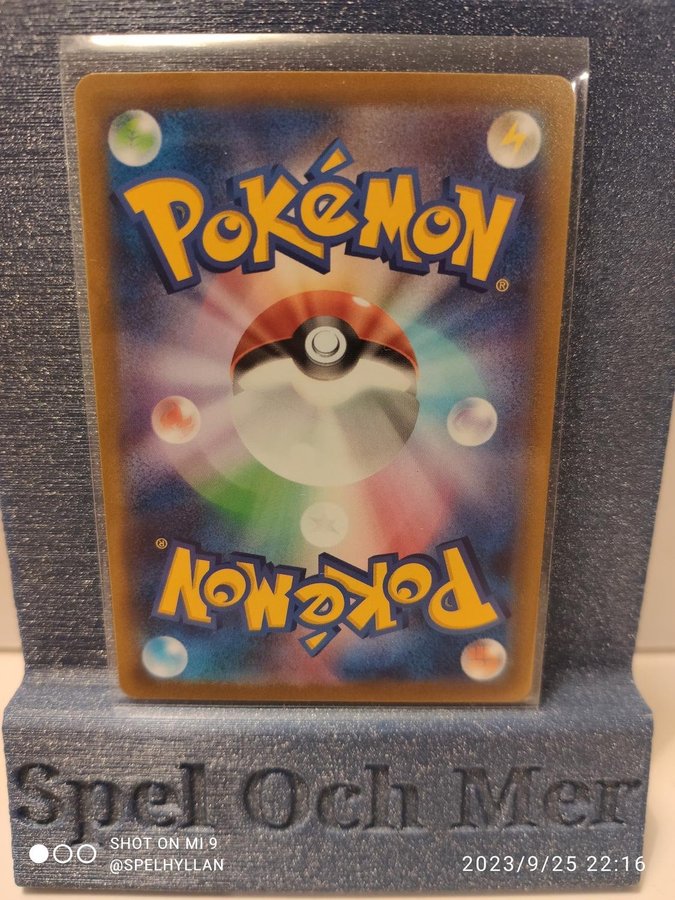 POKéMON®
POKéMON®
Spel Och Mer
SHOT ON MI 9
@SPELHYLLAN
2023/9/25 22:16